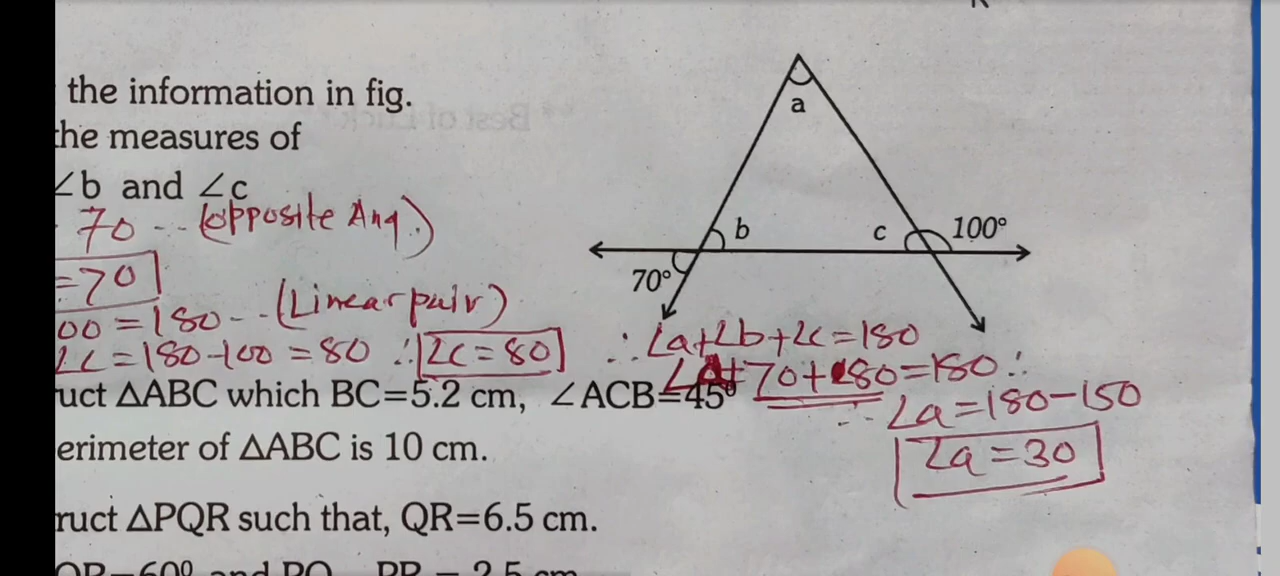 the information in fig.
the measures of
∠b and ∠c
70 --- (opposite Ang.)
=70
00 = 180 --- (Linear pair)
∠c = 180-100 = 80 ∴ ∠c = 80
a
b
c
100°
70°
∴ ∠a+∠b+∠c=180
70+80=180 ∴
∴ ∠a=180-150
∠a=30
uct ΔABC which BC=5.2 cm, ∠ACB=45°
erimeter of ΔABC is 10 cm.
ruct ΔPQR such that, QR=6.5 cm.